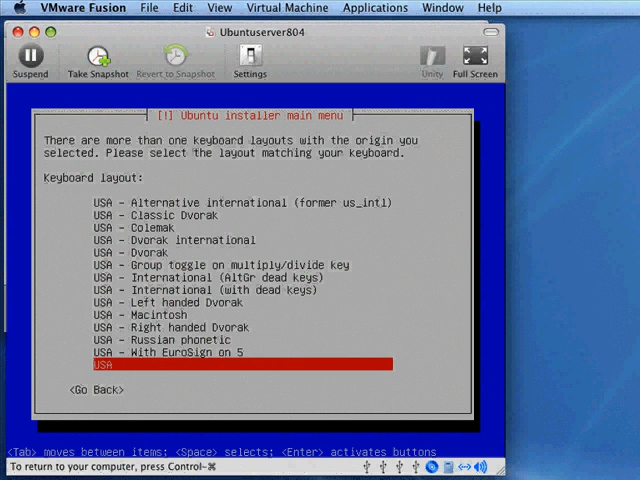 VMware Fusion File Edit View Virtual Machine Applications Window Help
Ubuntuserver804
Suspend Take Snapshot Revert to Snapshot Settings Unity Full Screen
[!] Ubuntu installer main menu
There are more than one keyboard layouts with the origin you
selected. Please select the layout matching your keyboard.
Keyboard layout:
USA - Alternative international (former us_intl)
USA - Classic Dvorak
USA - Colemak
USA - Dvorak international
USA - Dvorak
USA - Group toggle on multiply/divide key
USA - International (AltGr dead keys)
USA - International (with dead keys)
USA - Left handed Dvorak
USA - Macintosh
USA - Right handed Dvorak
USA - Russian phonetic
USA - With EuroSign on 5
USA
<Go Back>
<Tab> moves between items; <Space> selects; <Enter> activates buttons
To return to your computer, press Control-⌘